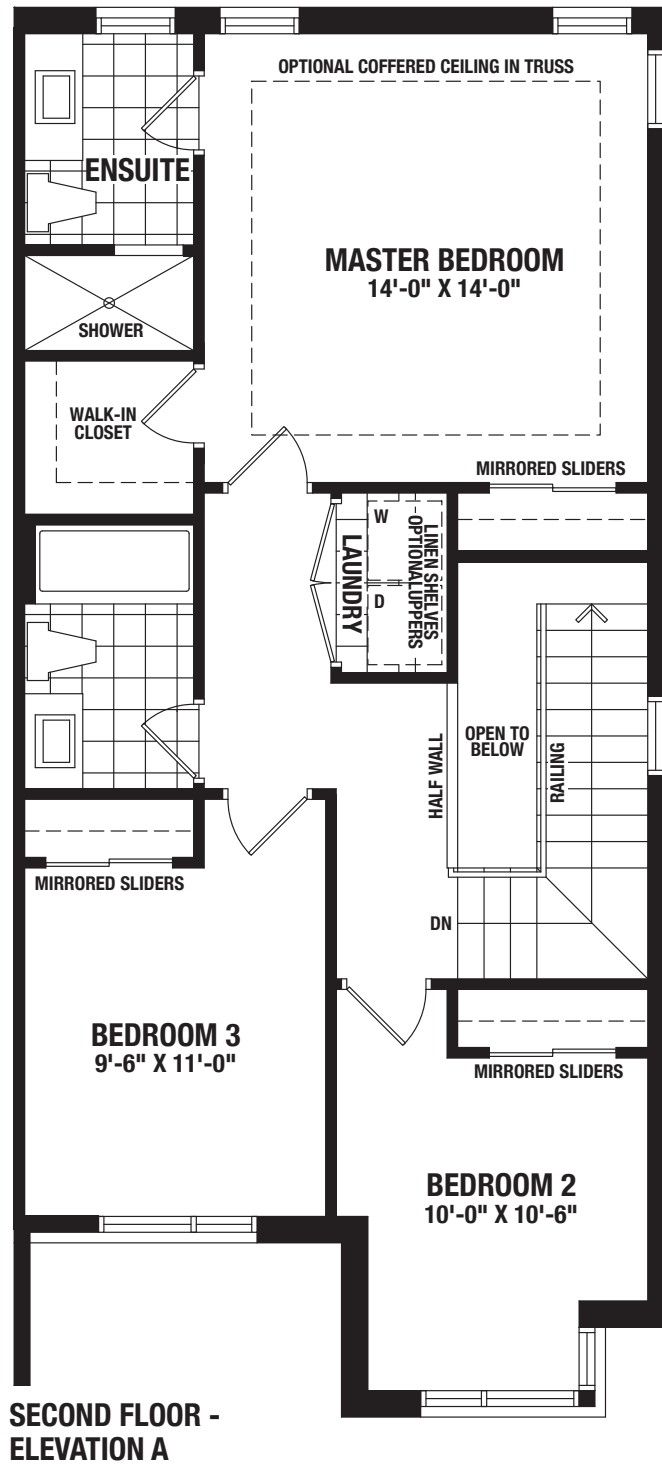 OPTIONAL COFFERED CEILING IN TRUSS
ENSUITE
MASTER BEDROOM
14'-0" X 14'-0"
SHOWER
WALK-IN
CLOSET
MIRRORED SLIDERS
W
D
LAUNDRY
LINEN SHELVES
OPTIONAL UPPERS
OPEN TO
BELOW
HALF WALL
RAILING
MIRRORED SLIDERS
DN
BEDROOM 3
9'-6" X 11'-0"
MIRRORED SLIDERS
BEDROOM 2
10'-0" X 10'-6"
SECOND FLOOR -
ELEVATION A